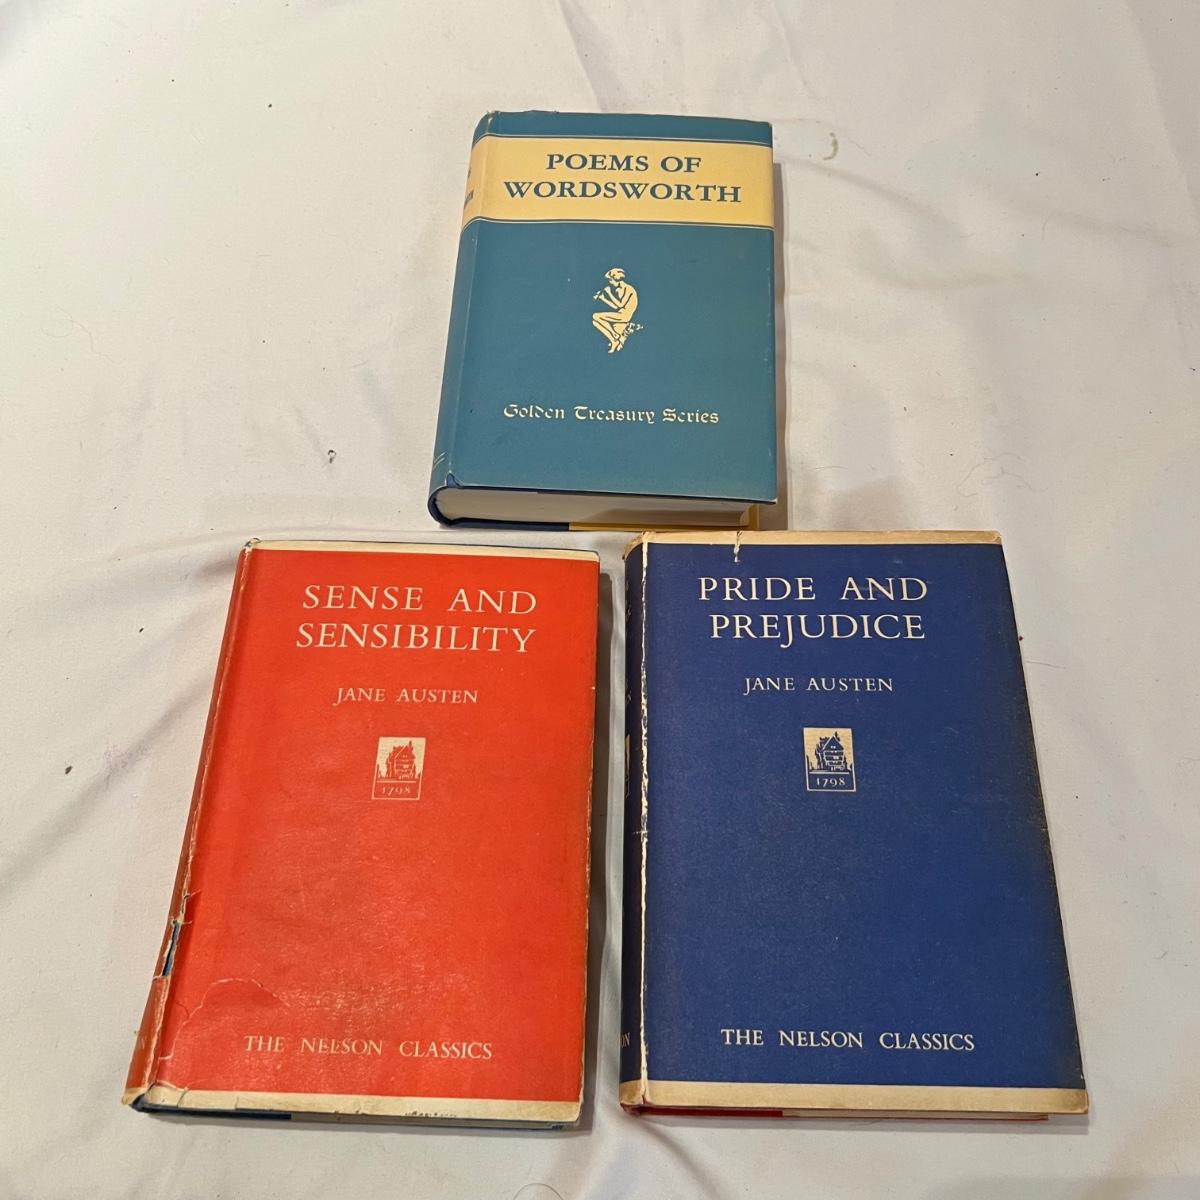 POEMS OF
WORDSWORTH
Golden Treasury Series
SENSE AND
SENSIBILITY
JANE AUSTEN
1798
THE NELSON CLASSICS
PRIDE AND
PREJUDICE
JANE AUSTEN
1798
THE NELSON CLASSICS